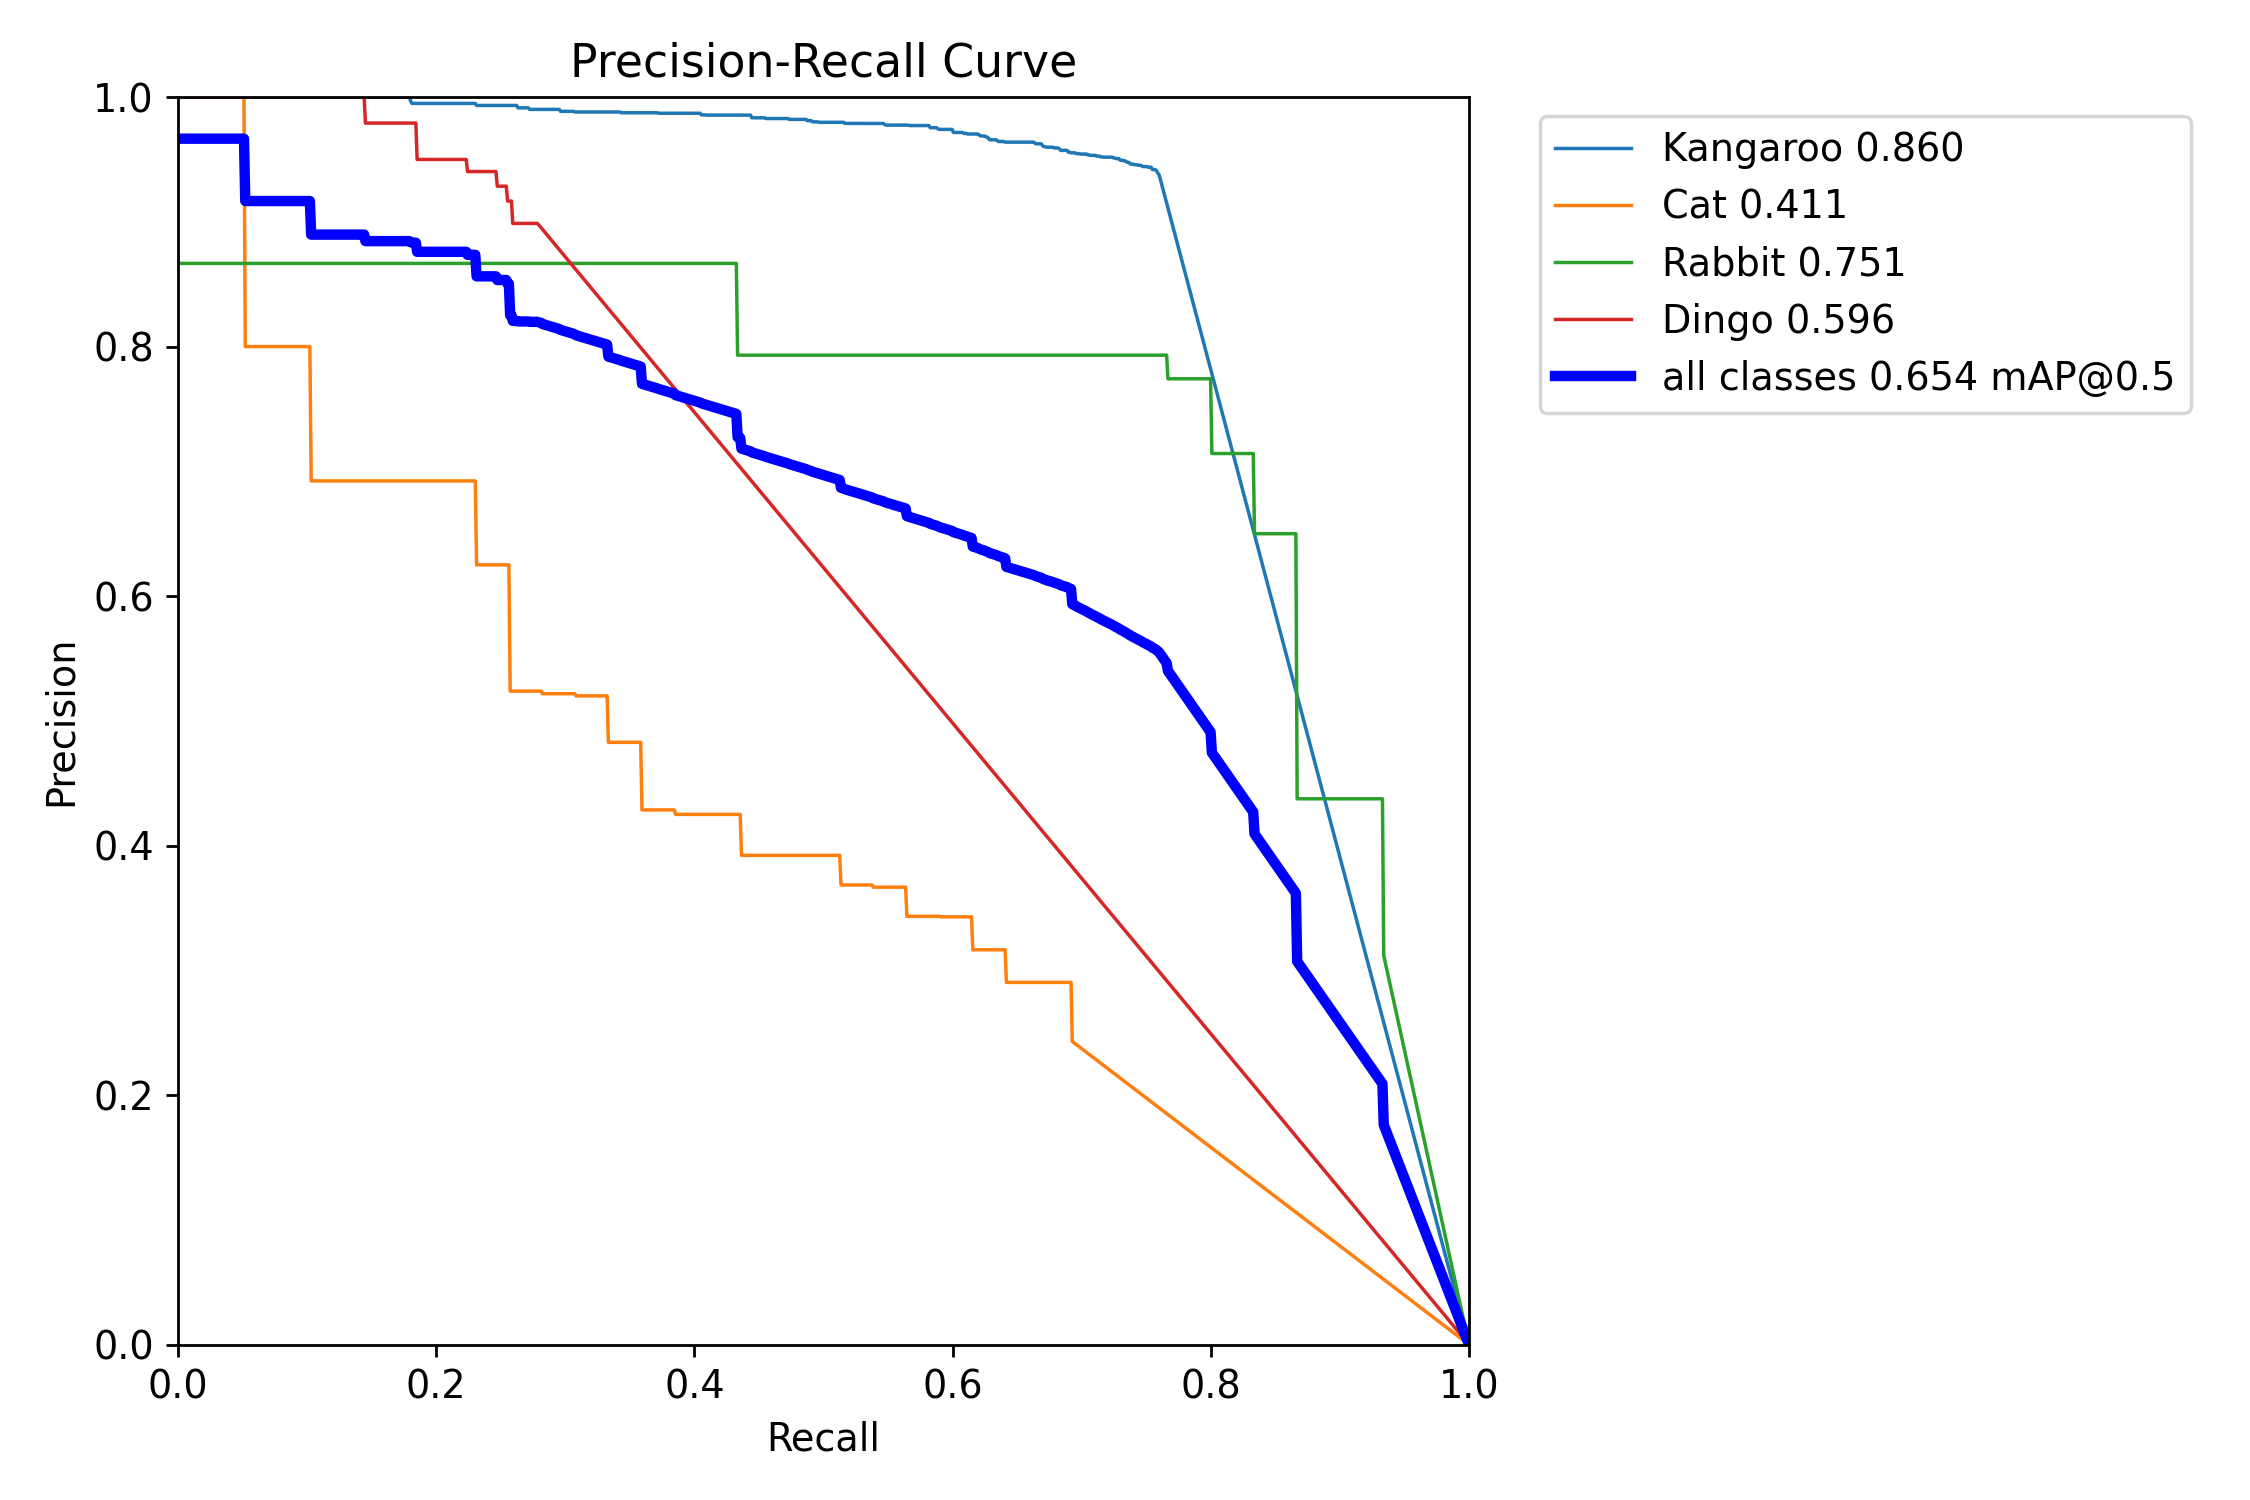 Precision-Recall Curve
1.0
0.8
0.6
0.4
0.2
0.0
Precision
0.0 0.2 0.4 0.6 0.8 1.0
Recall
Kangaroo 0.860
Cat 0.411
Rabbit 0.751
Dingo 0.596
all classes 0.654 mAP@0.5